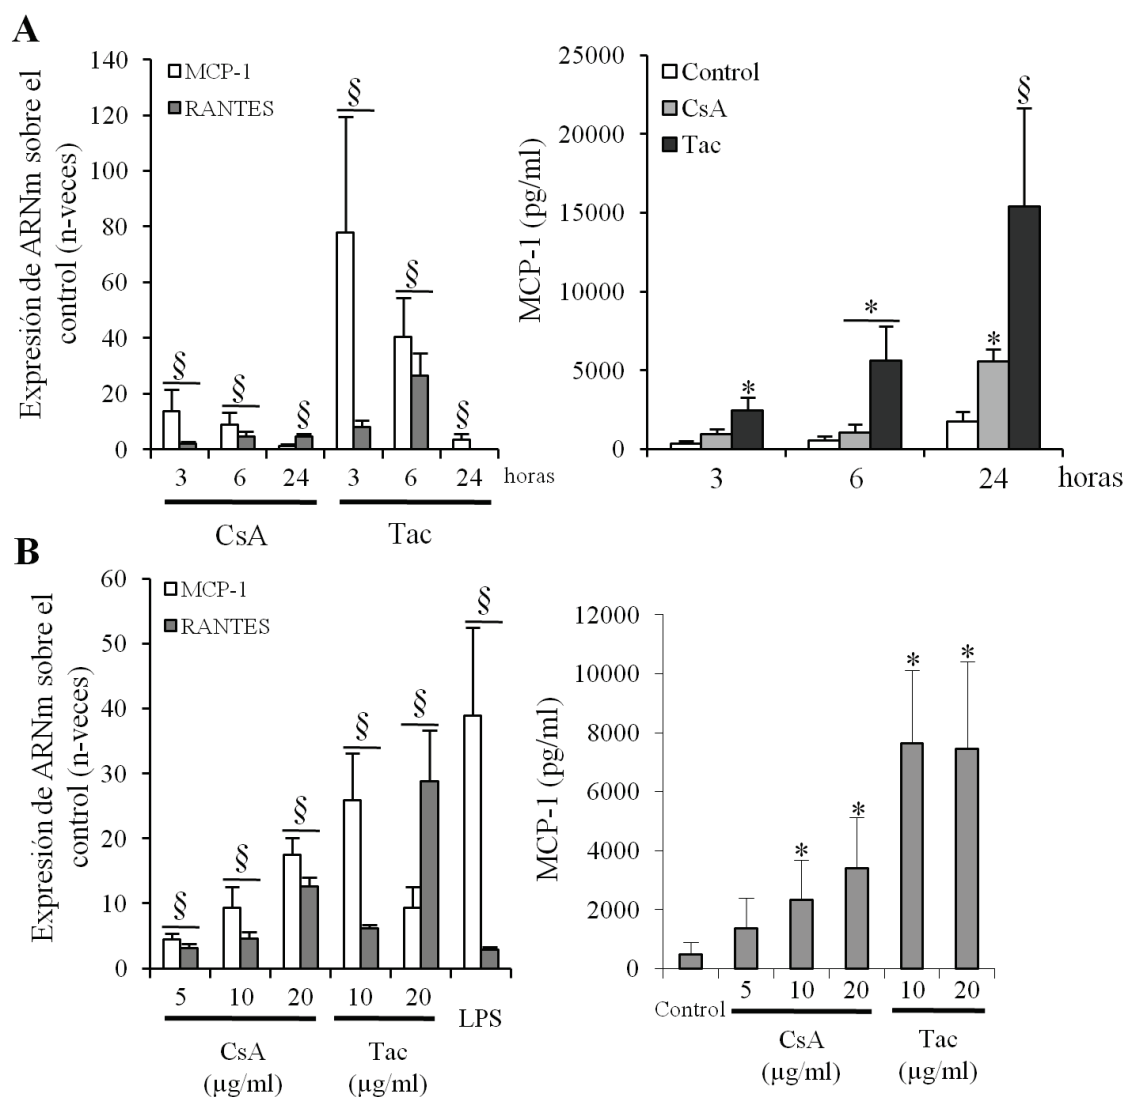 A
Expresión de ARNm sobre el
control (n-veces)
140
120
100
80
60
40
20
0
MCP-1
RANTES
§
§
§
§
§
§
3
6
24
3
6
24
horas
CsA
Tac
MCP-1 (pg/ml)
25000
20000
15000
10000
5000
0
Control
CsA
Tac
*
*
*
§
3
6
24
horas
B
Expresión de ARNm sobre el
control (n-veces)
60
50
40
30
20
10
0
MCP-1
RANTES
§
§
§
§
§
§
5
10
20
10
20
LPS
CsA
(µg/ml)
Tac
(µg/ml)
MCP-1 (pg/ml)
12000
10000
8000
6000
4000
2000
0
*
*
*
*
Control
5
10
20
10
20
CsA
(µg/ml)
Tac
(µg/ml)